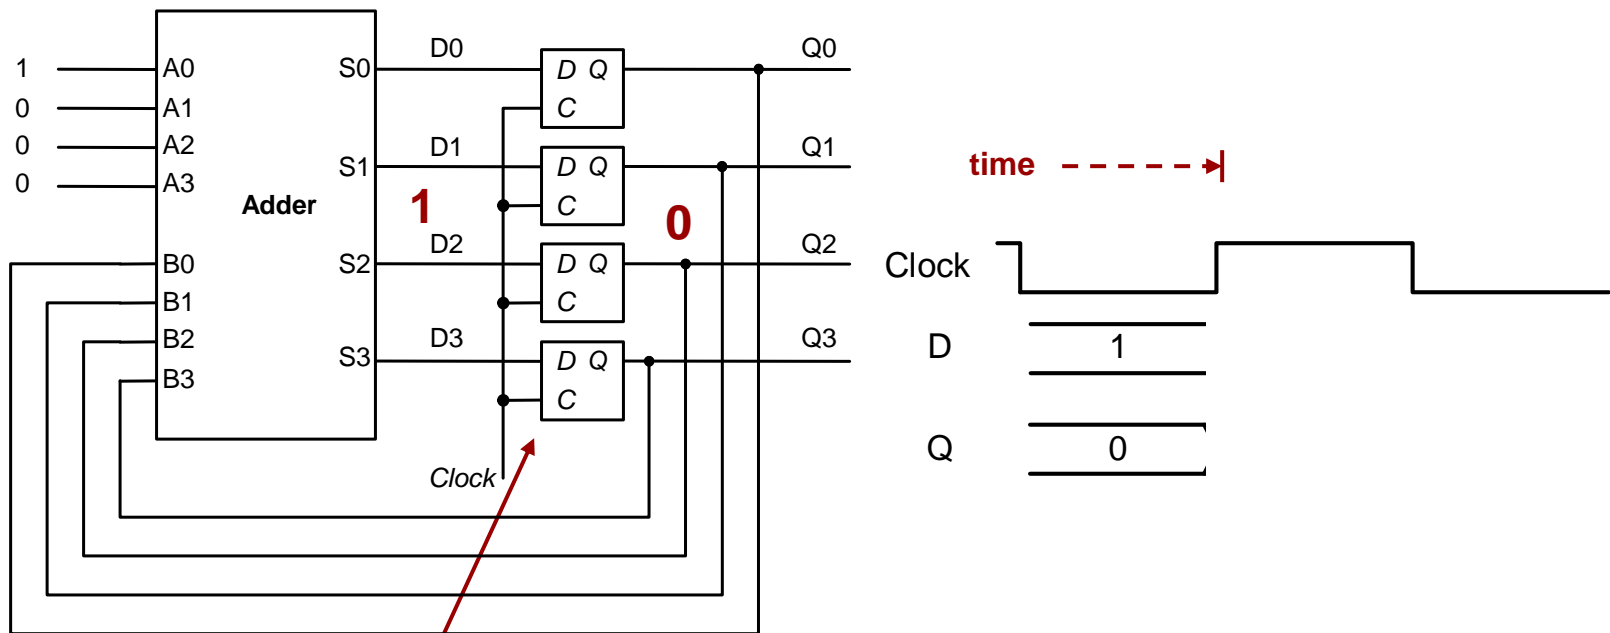 D0
Q0
1
A0
S0
D Q
0
A1
C
0
A2
D1
Q1
0
A3
S1
D Q
Adder
1
C
0
D2
Q2
B0
S2
D Q
B1
C
B2
D3
Q3
B3
S3
D Q
C
Clock
time
Clock
D
1
Q
0